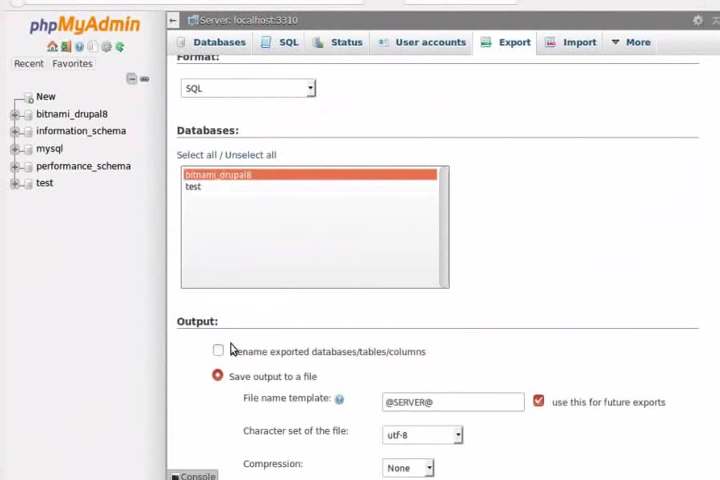 phpMyAdmin
Recent Favorites
New
bitnami_drupal8
information_schema
mysql
performance_schema
test
Server: localhost:3310
Databases SQL Status User accounts Export Import More
Format:
SQL
Databases:
Select all / Unselect all
bitnami_drupal8
test
Output:
ename exported databases/tables/columns
Save output to a file
File name template: @SERVER@ use this for future exports
Character set of the file: utf-8
Compression: None
Console